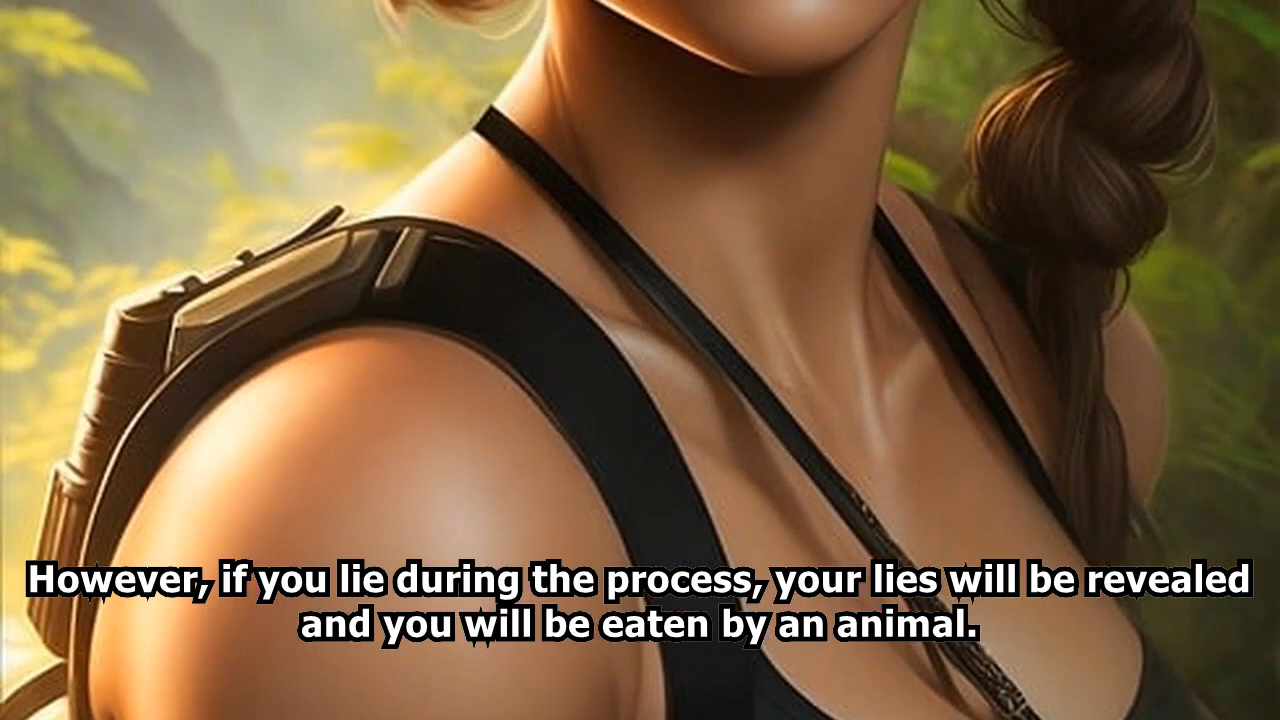 However, if you lie during the process, your lies will be revealed
and you will be eaten by an animal.